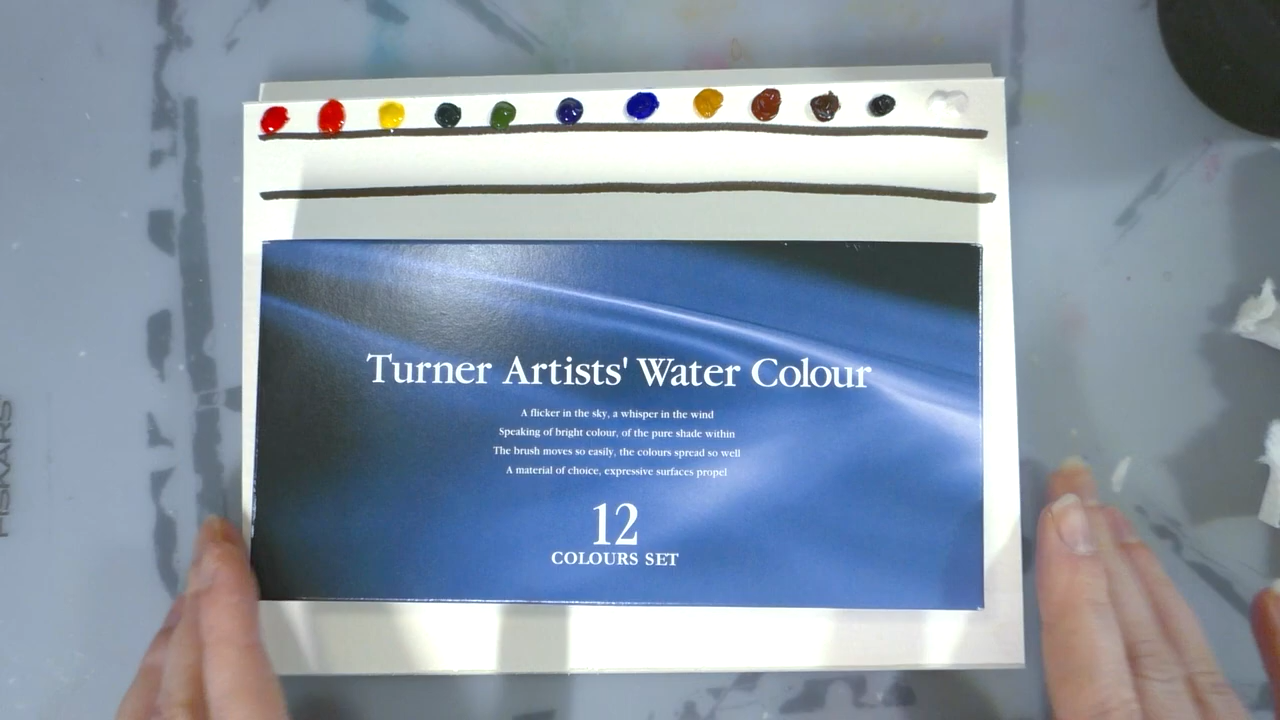 Turner Artists' Water Colour
A flicker in the sky, a whisper in the wind
Speaking of bright colour, of the pure shade within
The brush moves so easily, the colours spread so well
A material of choice, expressive surfaces propel
12
COLOURS SET
FISKARS